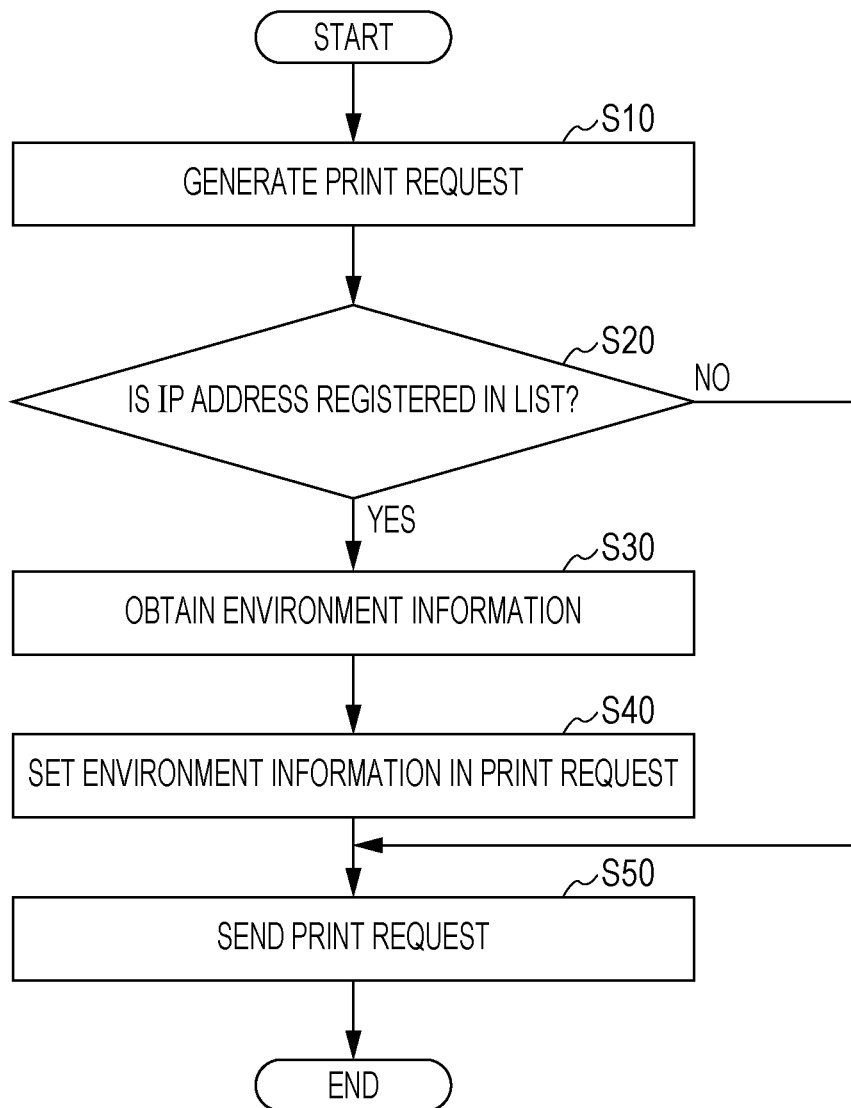 START
S10
GENERATE PRINT REQUEST
S20
IS IP ADDRESS REGISTERED IN LIST?
NO
YES
S30
OBTAIN ENVIRONMENT INFORMATION
S40
SET ENVIRONMENT INFORMATION IN PRINT REQUEST
S50
SEND PRINT REQUEST
END